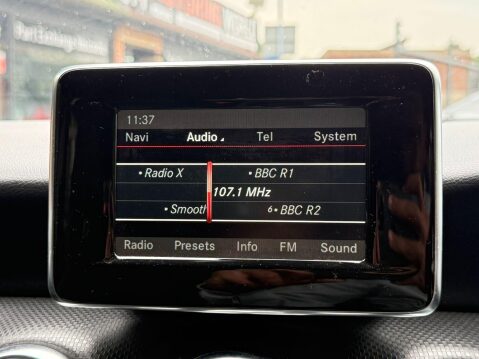 11:37
Navi Audio Tel System
•Radio X •BBC R1
107.1 MHz
•Smooth 6•BBC R2
Radio Presets Info FM Sound